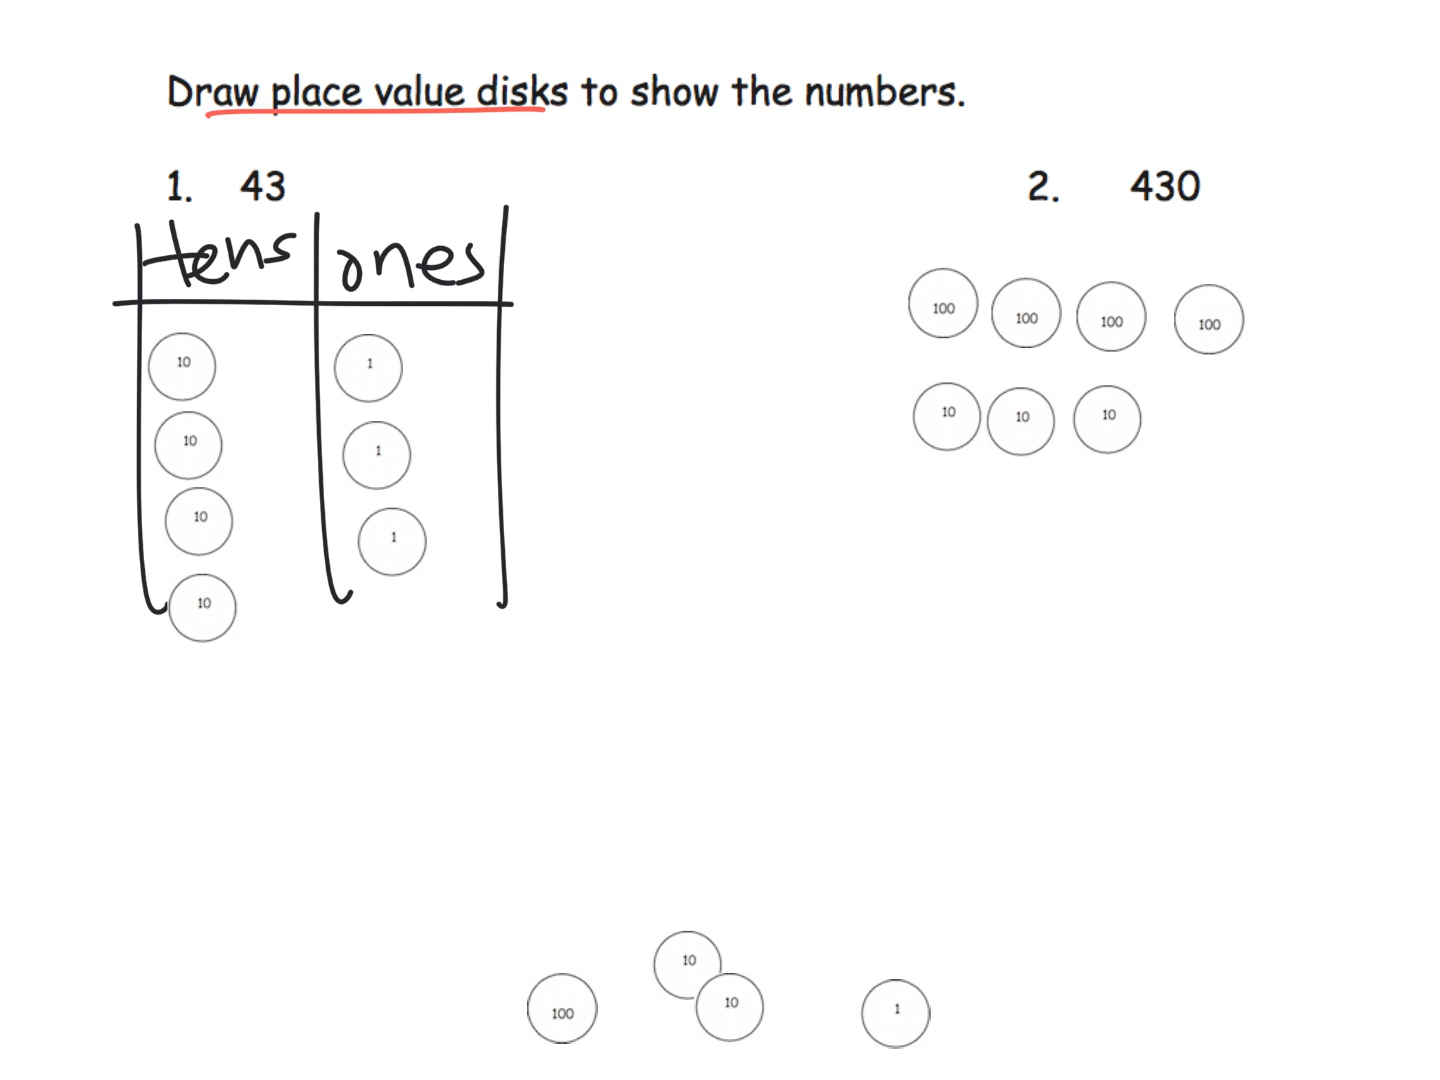 Draw place value disks to show the numbers.
1. 43
2. 430
tens ones
10 1
10 1
10 1
10
100 100 100 100
10 10 10
10
100 10 1